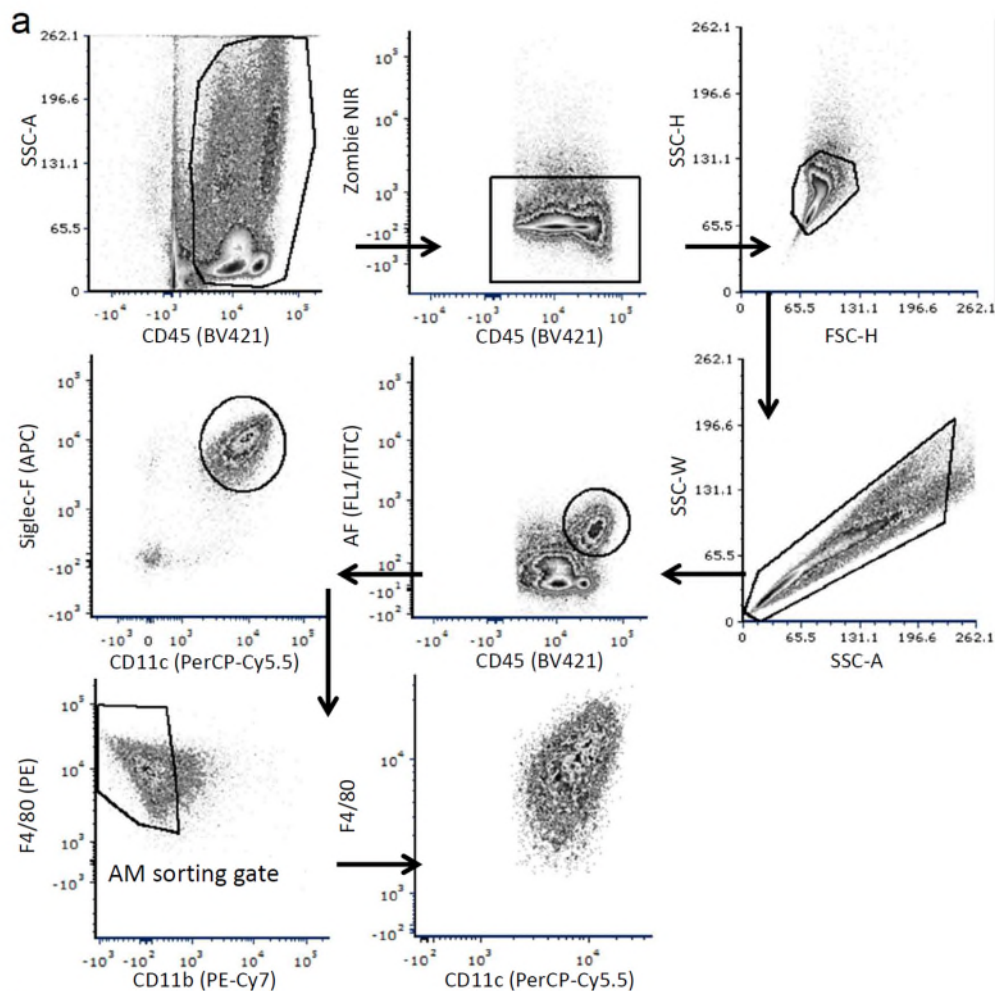 a
262.1
196.6
131.1
65.5
0
SSC-A
-10⁴ 10⁴ 10⁵
CD45 (BV421)
10⁵
10⁴
10³
-10²
-10³
Zombie NIR
-10⁴ 10⁴ 10⁵
CD45 (BV421)
262.1
196.6
131.1
65.5
0
SSC-H
0 65.5 131.1 196.6 262.1
FSC-H
10⁵
10⁴
10³
-10²
-10³
Siglec-F (APC)
-10³ 0 10³ 10⁴ 10⁵
CD11c (PerCP-Cy5.5)
10⁵
10⁴
10³
10²
-10¹
-10²
AF (FL1/FITC)
-10⁴ 10⁴ 10⁵
CD45 (BV421)
262.1
196.6
131.1
65.5
0
SSC-W
0 65.5 131.1 196.6 262.1
SSC-A
10⁵
10⁴
10³
-10³
F4/80 (PE)
AM sorting gate
-10³ -10² 10³ 10⁴ 10⁵
CD11b (PE-Cy7)
10⁴
10³
-10²
F4/80
-10² 10³ 10⁴
CD11c (PerCP-Cy5.5)